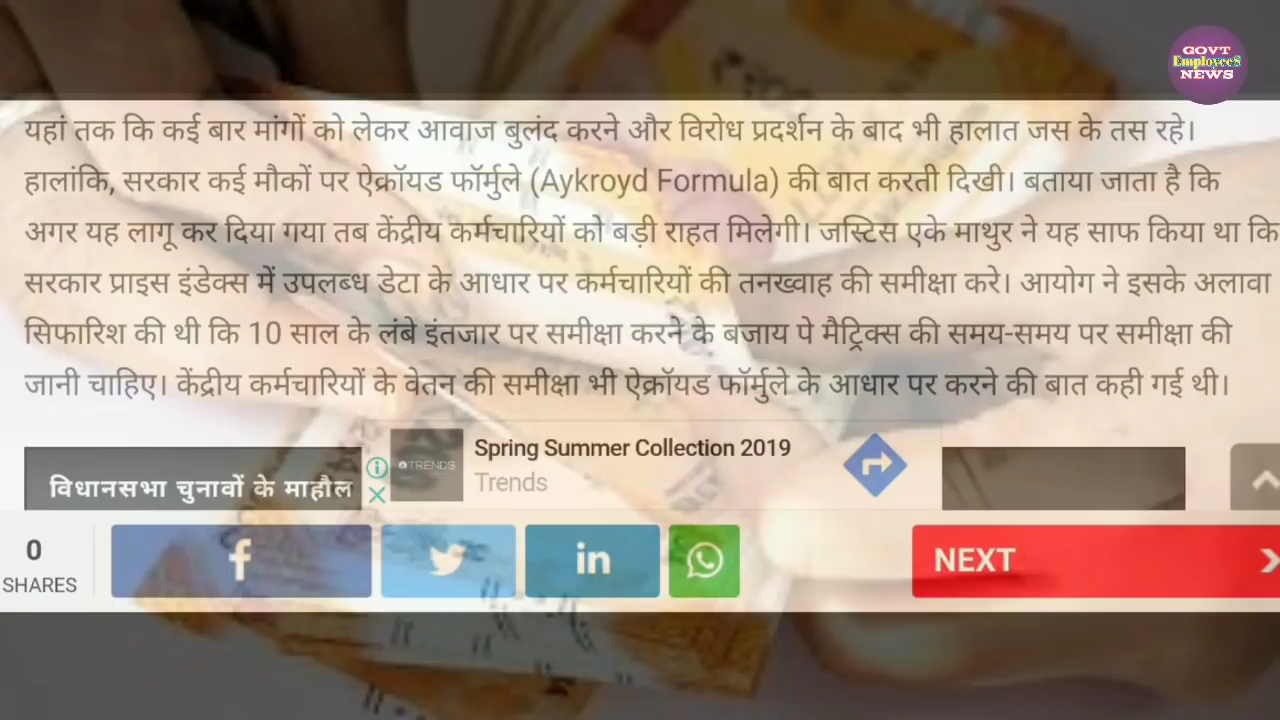 GOVT
EmployeeS
NEWS
यहां तक कि कई बार मांगों को लेकर आवाज बुलंद करने और विरोध प्रदर्शन के बाद भी हालात जस के तस रहे।
हालांकि, सरकार कई मौकों पर ऐक्रॉयड फॉर्मुले (Aykroyd Formula) की बात करती दिखी। बताया जाता है कि
अगर यह लागू कर दिया गया तब केंद्रीय कर्मचारियों को बड़ी राहत मिलेगी। जस्टिस एके माथुर ने यह साफ किया था कि
सरकार प्राइस इंडेक्स में उपलब्ध डेटा के आधार पर कर्मचारियों की तनख्वाह की समीक्षा करे। आयोग ने इसके अलावा
सिफारिश की थी कि 10 साल के लंबे इंतजार पर समीक्षा करने के बजाय पे मैट्रिक्स की समय-समय पर समीक्षा की
जानी चाहिए। केंद्रीय कर्मचारियों के वेतन की समीक्षा भी ऐक्रॉयड फॉर्मुले के आधार पर करने की बात कही गई थी।
Spring Summer Collection 2019
TRENDS
Trends
विधानसभा चुनावों के माहौल
0
SHARES
NEXT